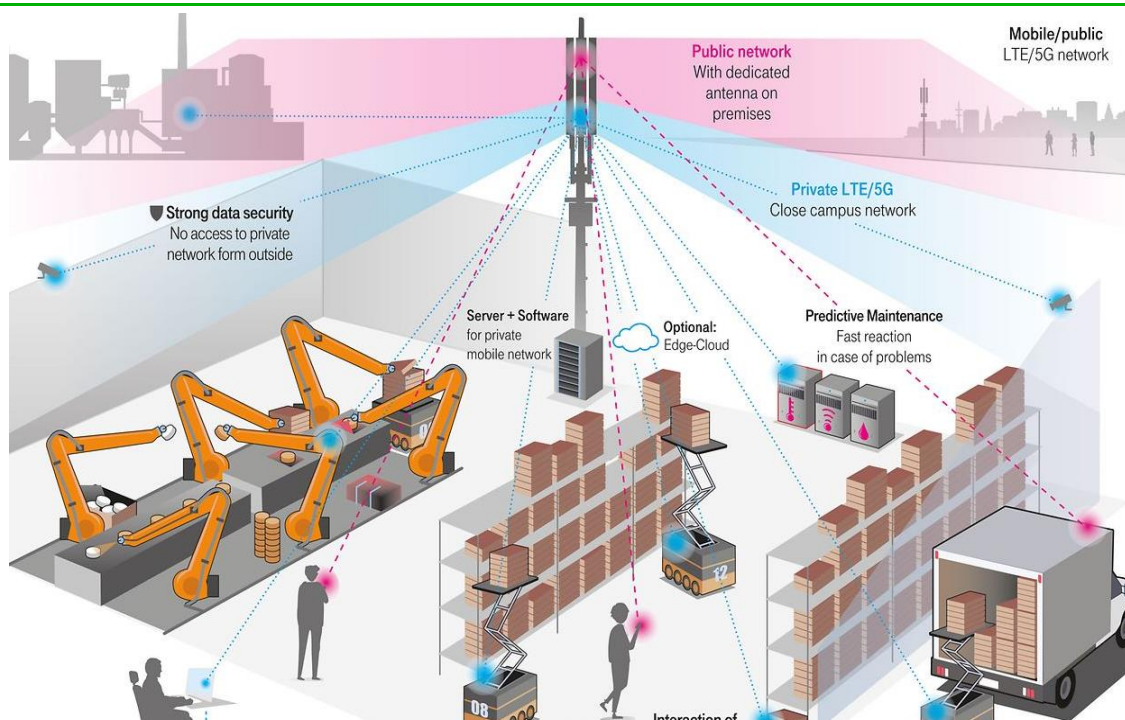 Mobile/public
LTE/5G network
Public network
With dedicated
antenna on
premises
Private LTE/5G
Close campus network
Strong data security
No access to private
network form outside
Server + Software
for private
mobile network
Optional:
Edge-Cloud
Predictive Maintenance
Fast reaction
in case of problems
12
08
Interaction of